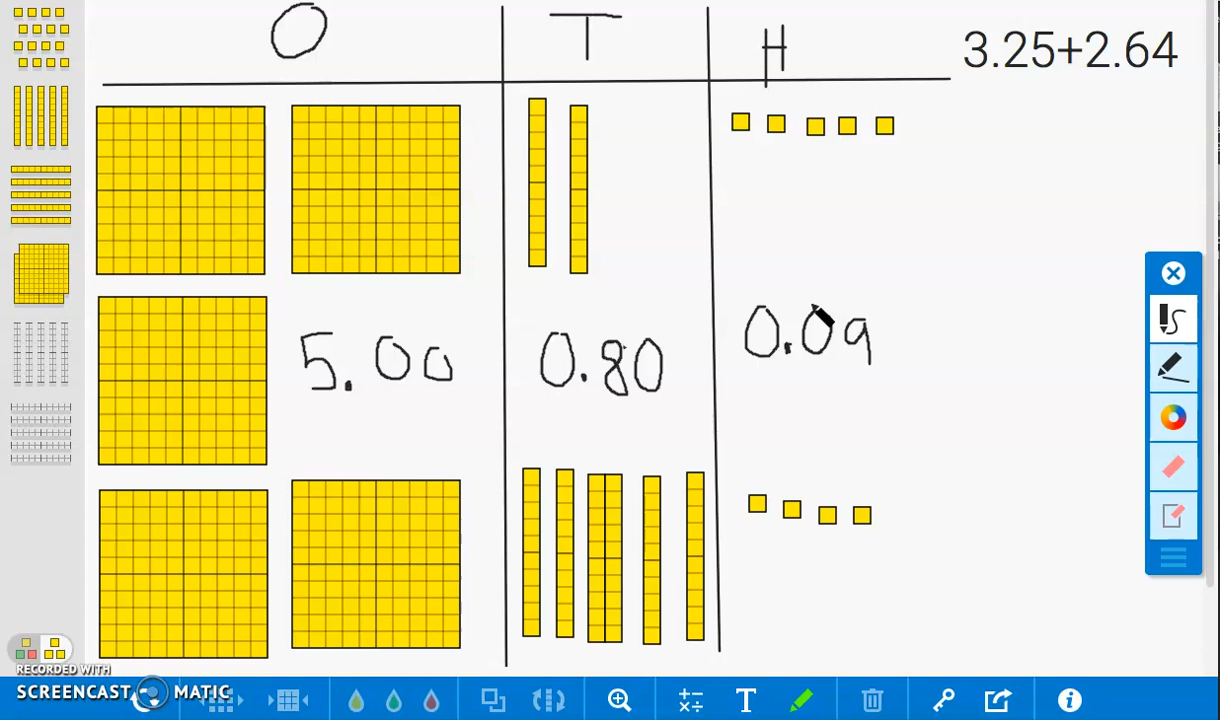 O T H
3.25+2.64
5.00 0.80 0.09
RECORDED WITH
SCREENCAST MATIC
T